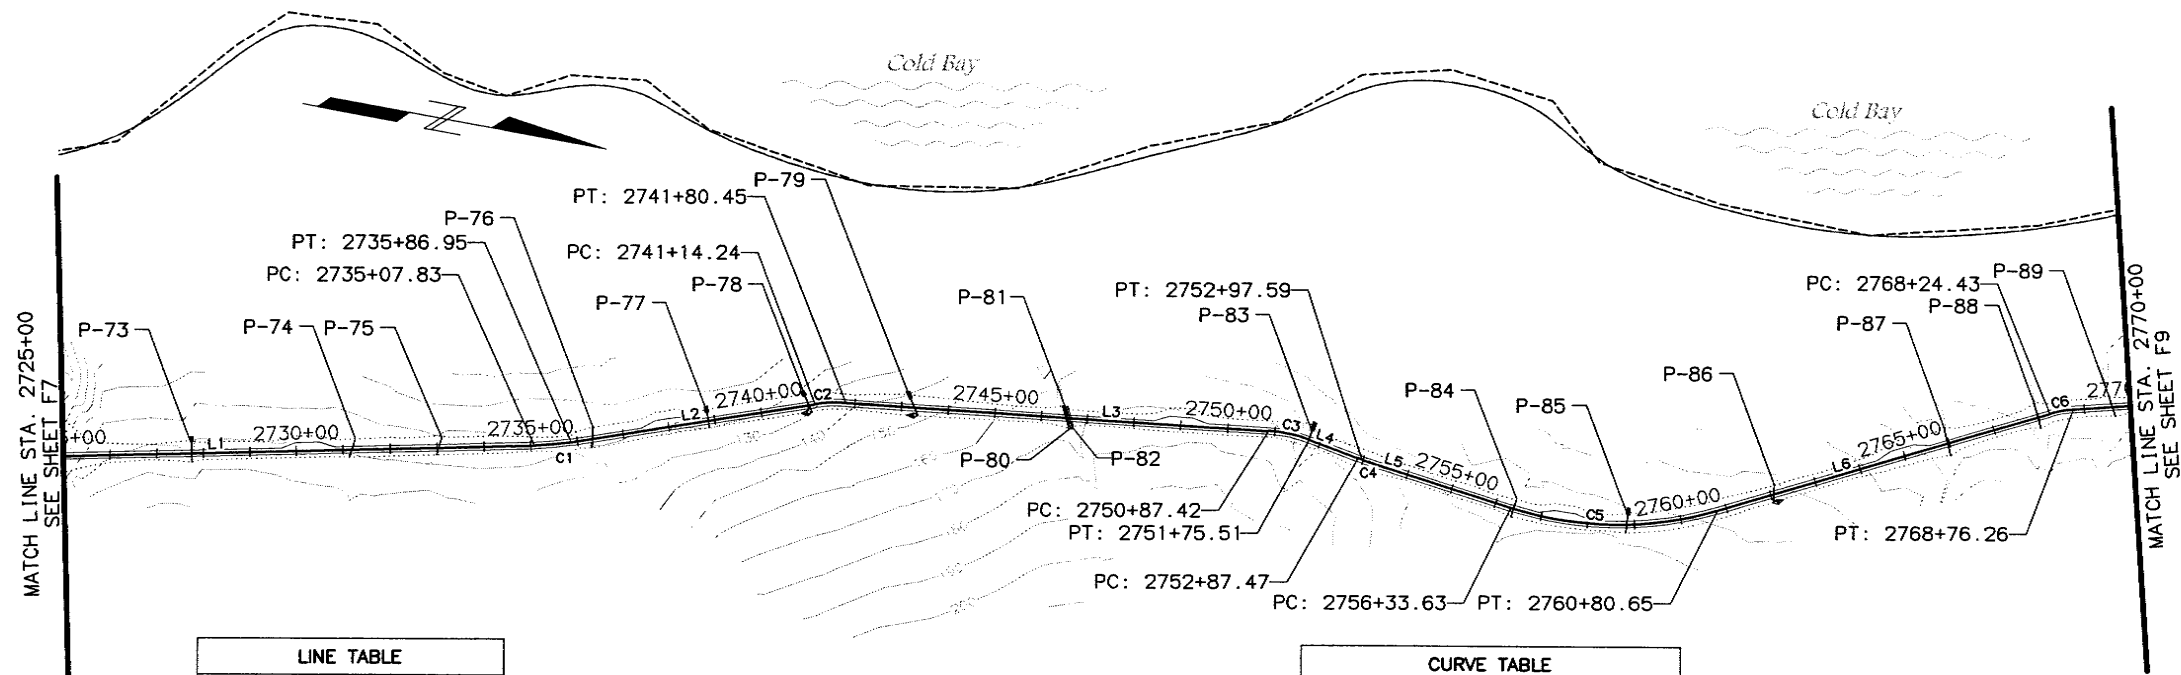 Cold Bay
Cold Bay
P-79
PT: 2741+80.45
P-76
PT: 2735+86.95
PC: 2741+14.24
PC: 2735+07.83
P-78
P-77
P-81
PT: 2752+97.59
P-83
PC: 2768+24.43
P-89
P-88
P-87
P-73
P-74
P-75
MATCH LINE STA. 2725+00
SEE SHEET F7
MATCH LINE STA. 2770+00
SEE SHEET F9
L1
2730+00
2735+00
C1
L2
2740+00
C2
2745+00
L3
2750+00
C3
L4
P-84
P-85
P-86
P-80
P-82
C4
L5
2755+00
C5
2760+00
L6
2765+00
C6
PC: 2750+87.42
PT: 2751+75.51
PC: 2752+87.47
PC: 2756+33.63
PT: 2760+80.65
PT: 2768+76.26
200
LINE TABLE
CURVE TABLE